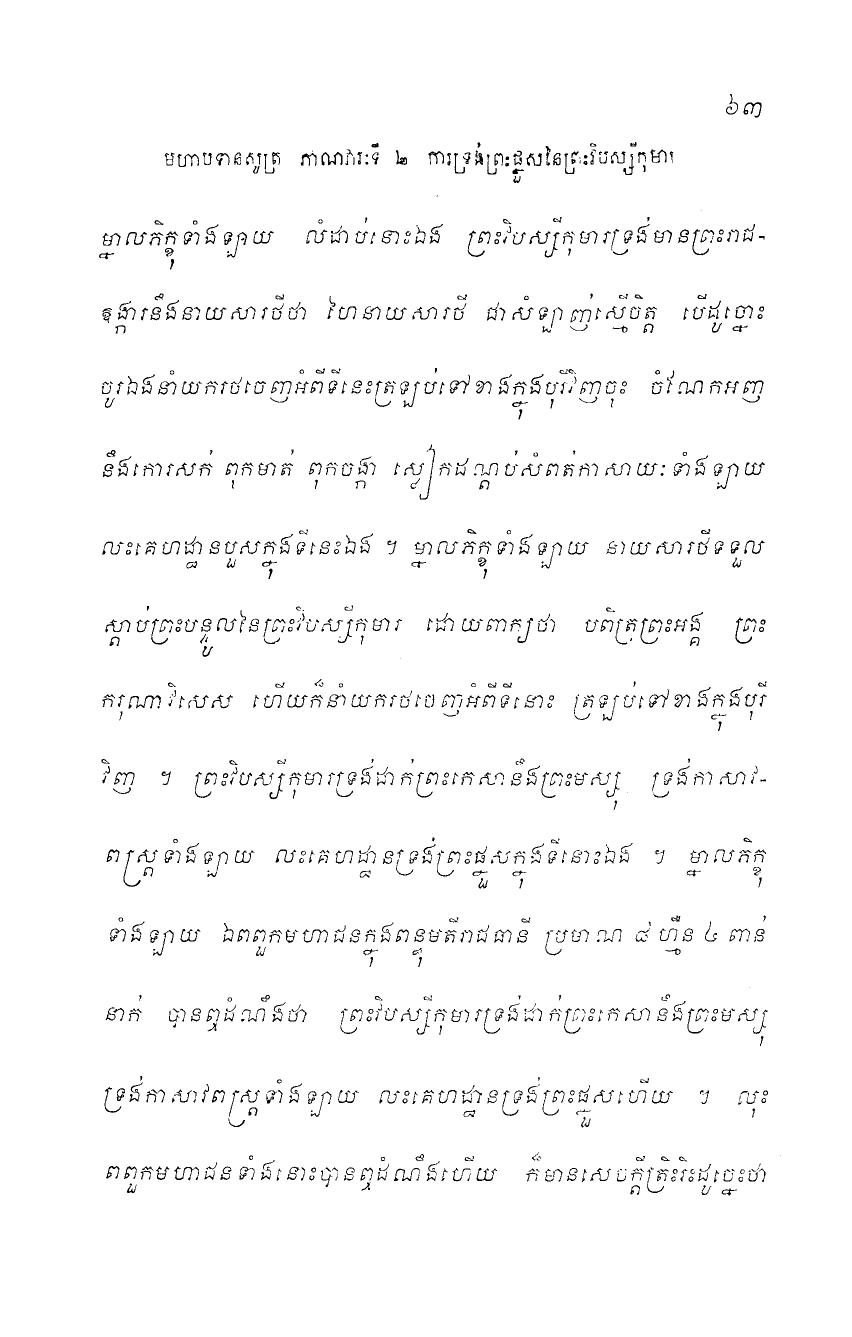 ៦៣
មហាបទានសូត្រ ភាណវារៈទី ២ ការទ្រង់ព្រះផ្នួសនៃព្រះវិបស្សីកុមារ
ម្នាលភិក្ខុទាំងឡាយ លំដាប់នោះឯង ព្រះវិបស្សីកុមារទ្រង់មានព្រះរាជ-
ឱង្ការនឹងនាយសារថីថា ហៃនាយសារថី ជាសំឡាញ់ស្មើចិត្ត បើដូច្នោះ
ចូរឯងនាំយករថចេញអំពីទីនេះត្រឡប់ទៅខាងក្នុងបុរីវិញចុះ ចំណែកអញ
នឹងកោរសក់ ពុកមាត់ ពុកចង្កា ស្លៀកដណ្តប់សំពត់កាសាយៈទាំងឡាយ
លះគេហដ្ឋានបួសក្នុងទីនេះឯង ។ ម្នាលភិក្ខុទាំងឡាយ នាយសារថីទទួល
ស្តាប់ព្រះបន្ទូលនៃព្រះវិបស្សីកុមារ ដោយពាក្យថា បពិត្រព្រះអង្គ ព្រះ
ករុណាវិសេស ហើយក៏នាំយករថចេញអំពីទីនោះ ត្រឡប់ទៅខាងក្នុងបុរី
វិញ ។ ព្រះវិបស្សីកុមារទ្រង់ដាក់ព្រះកេសានឹងព្រះមស្សុ ទ្រង់កាសាវ-
ពស្ត្រទាំងឡាយ លះគេហដ្ឋានទ្រង់ព្រះផ្នួសក្នុងទីនោះឯង ។ ម្នាលភិក្ខុ
ទាំងឡាយ ឯពពួកមហាជនក្នុងពន្ធុមតីរាជធានី ប្រមាណ ៨ ហ្មឺន ៤ ពាន់
នាក់ បានឮដំណឹងថា ព្រះវិបស្សីកុមារទ្រង់ដាក់ព្រះកេសានឹងព្រះមស្សុ
ទ្រង់កាសាវពស្ត្រទាំងឡាយ លះគេហដ្ឋានទ្រង់ព្រះផ្នួសហើយ ។ លុះ
ពពួកមហាជនទាំងនោះបានឮដំណឹងហើយ ក៏មានសេចក្តីត្រិះរិះដូច្នេះថា